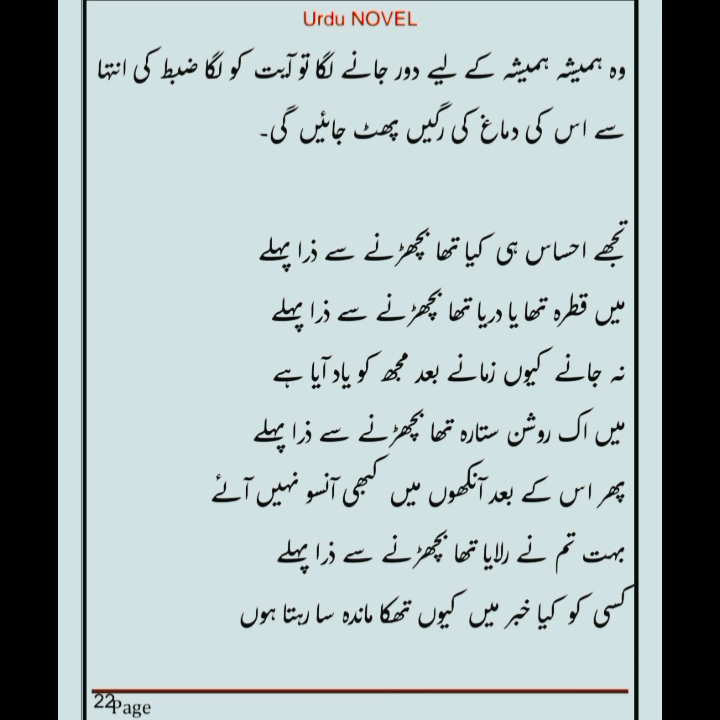 Urdu NOVEL
وہ ہمیشہ ہمیشہ کے لیے دور جانے لگا تو آیت کو لگا ضبط کی انتہا
سے اس کی دماغ کی رگیں پھٹ جائیں گی۔
تجھے احساس ہی کیا تھا بچھڑنے سے ذرا پہلے
میں قطرہ تھا یا دریا تھا بچھڑنے سے ذرا پہلے
نہ جانے کیوں زمانے بعد مجھ کو یاد آیا ہے
میں اک روشن ستارہ تھا بچھڑنے سے ذرا پہلے
پھر اس کے بعد آنکھوں میں کبھی آنسو نہیں آئے
بہت تم نے رلایا تھا بچھڑنے سے ذرا پہلے
کسی کو کیا خبر میں کیوں تھکا ماندہ سا رہتا ہوں
22Page